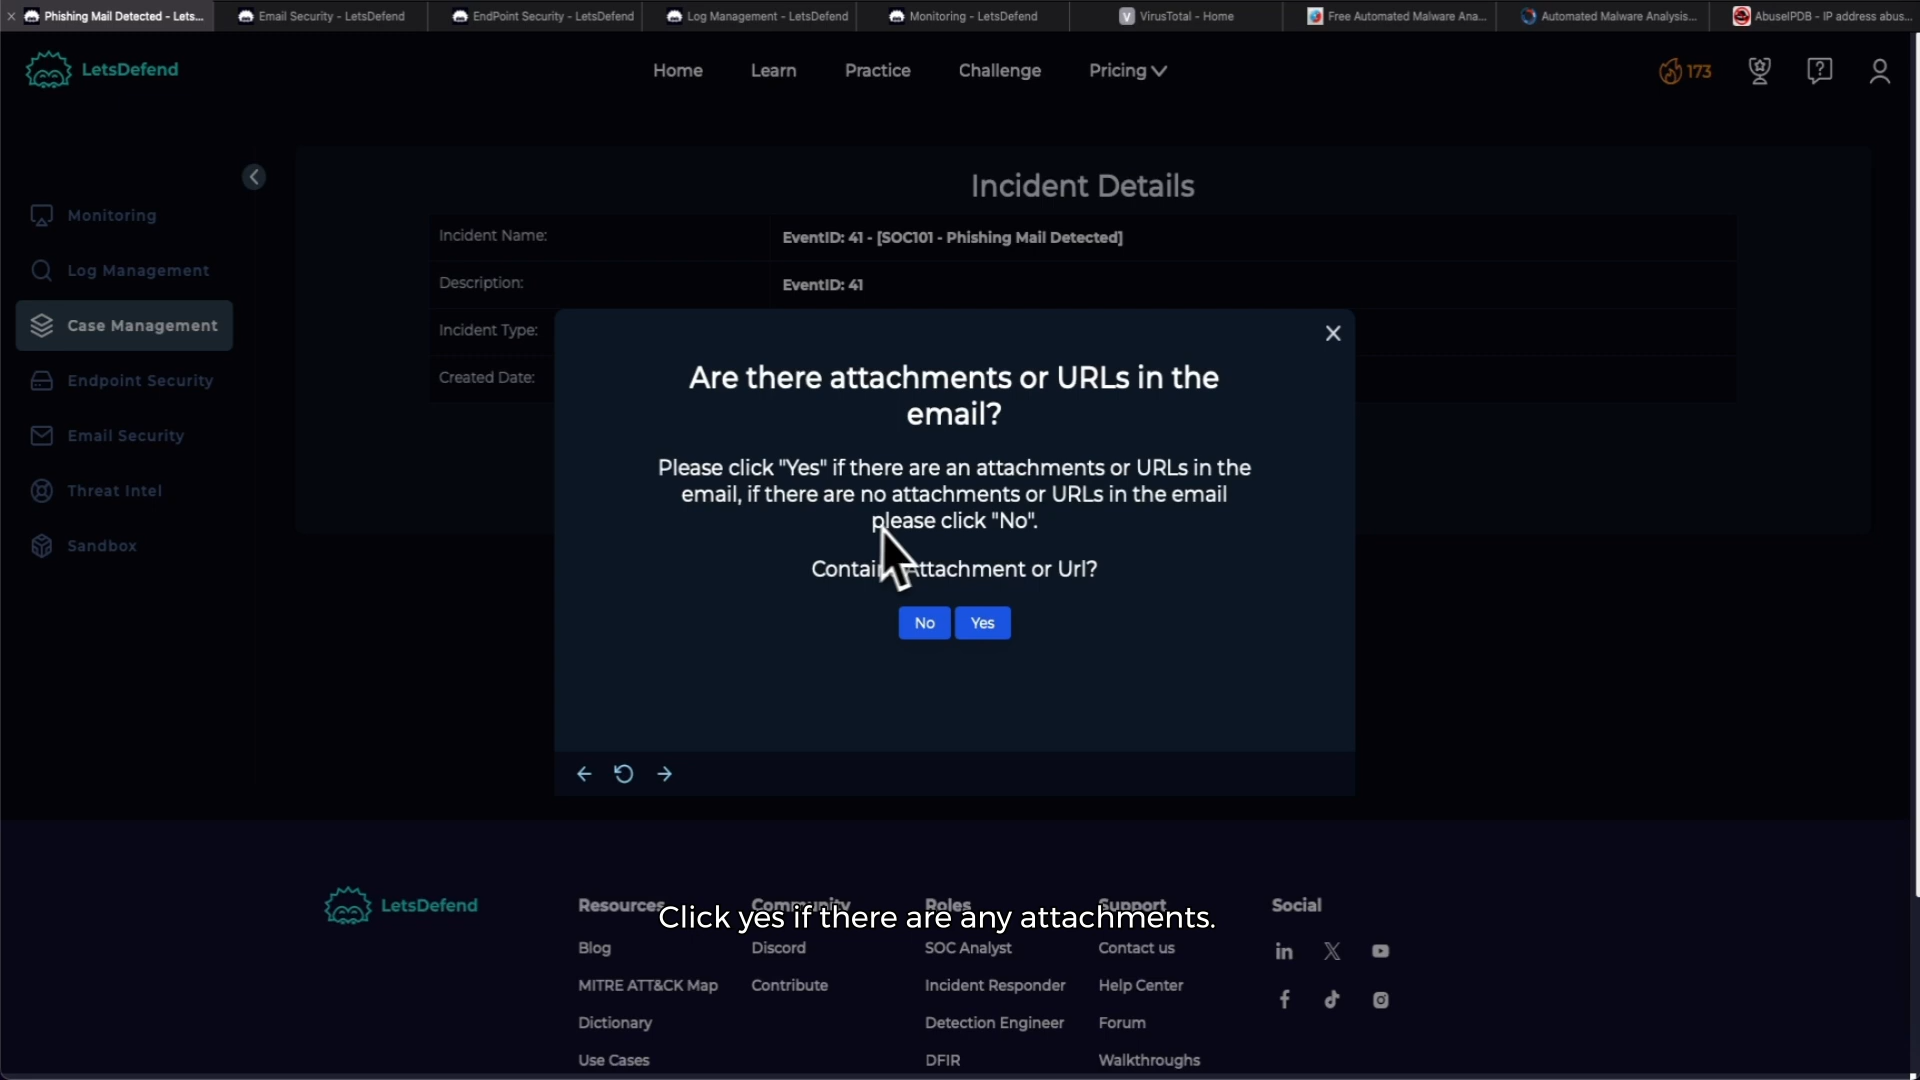 Phishing Mail Detected - Lets...
Email Security - LetsDefend
EndPoint Security - LetsDefend
Log Management - LetsDefend
Monitoring - LetsDefend
VirusTotal - Home
Free Automated Malware Ana...
Automated Malware Analysis...
AbuseIPDB - IP address abus...
LetsDefend
Home
Learn
Practice
Challenge
Pricing
173
Monitoring
Log Management
Case Management
Endpoint Security
Email Security
Threat Intel
Sandbox
Incident Details
Incident Name:
EventID: 41 - [SOC101 - Phishing Mail Detected]
Description:
EventID: 41
Incident Type:
Created Date:
Are there attachments or URLs in the
email?
Please click "Yes" if there are an attachments or URLs in the
email, if there are no attachments or URLs in the email
please click "No".
Contains Attachment or Url?
No
Yes
LetsDefend
Resources
Community
Roles
Support
Social
Click yes if there are any attachments.
Blog
Discord
SOC Analyst
Contact us
MITRE ATT&CK Map
Contribute
Incident Responder
Help Center
Dictionary
Detection Engineer
Forum
Use Cases
DFIR
Walkthroughs